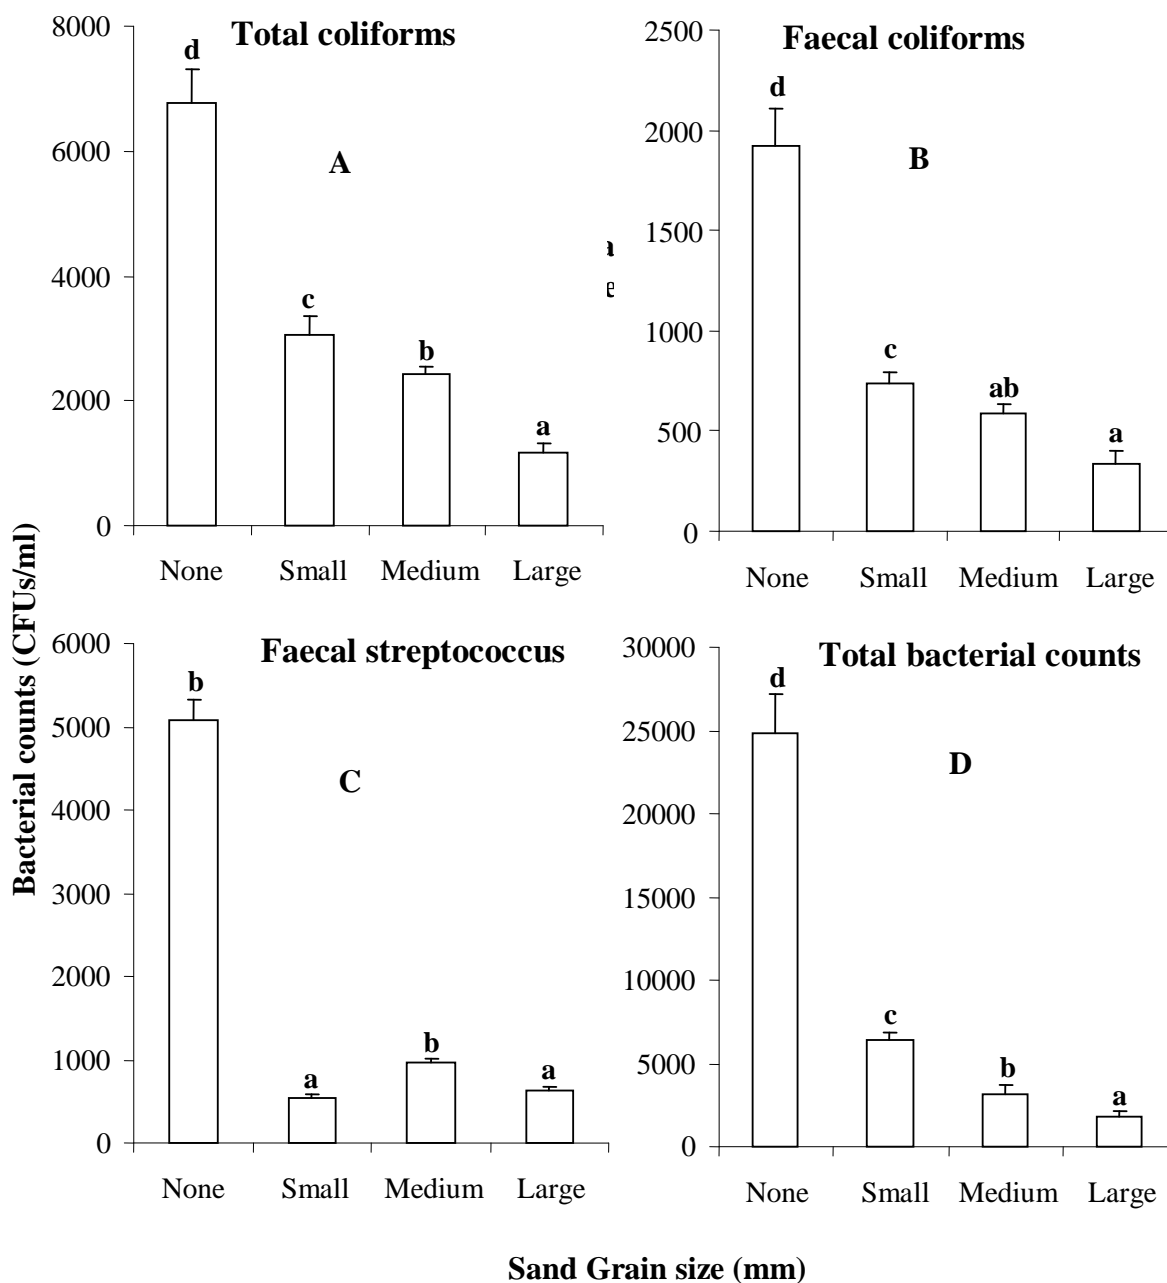 Total coliforms
A
8000
6000
4000
2000
0
d
c
b
a
None Small Medium Large
Faecal coliforms
B
2500
2000
1500
1000
500
0
d
c
ab
a
None Small Medium Large
Bacterial counts (CFUs/ml)
Faecal streptococcus
C
6000
5000
4000
3000
2000
1000
0
b
a
b
a
None Small Medium Large
Total bacterial counts
D
30000
25000
20000
15000
10000
5000
0
d
c
b
a
None Small Medium Large
Sand Grain size (mm)